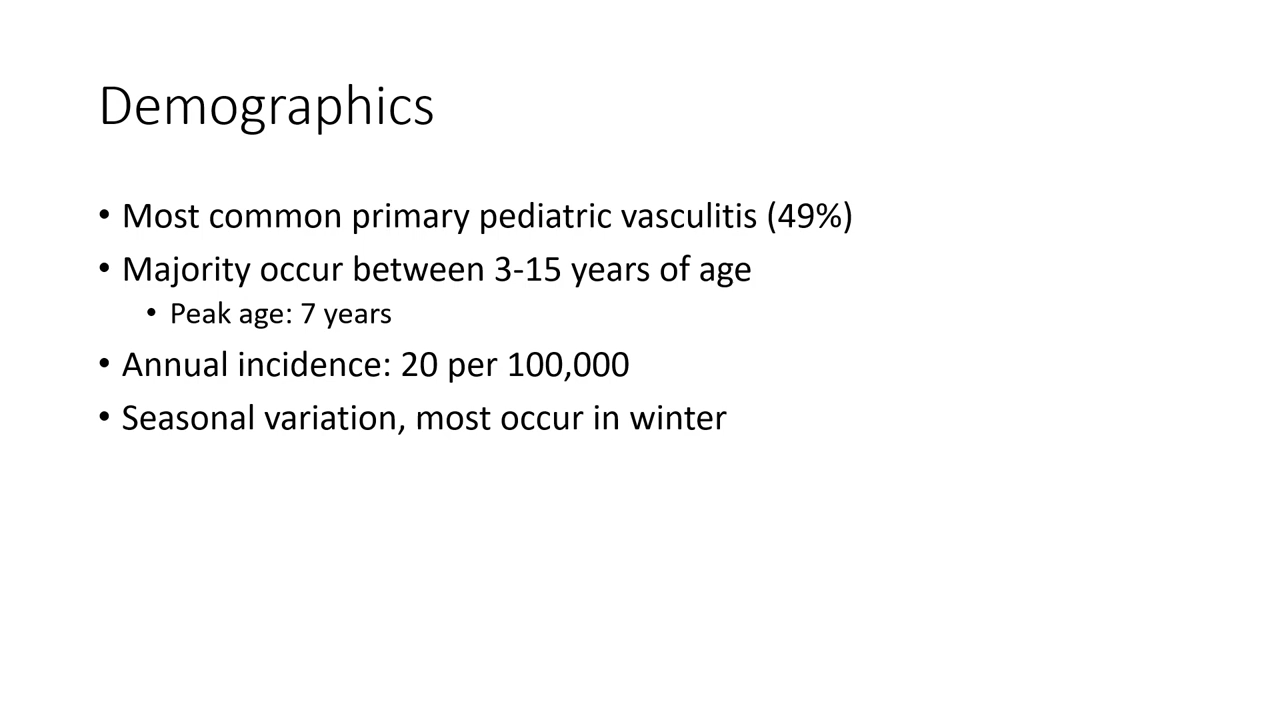 Demographics
• Most common primary pediatric vasculitis (49%)
• Majority occur between 3-15 years of age
• Peak age: 7 years
• Annual incidence: 20 per 100,000
• Seasonal variation, most occur in winter